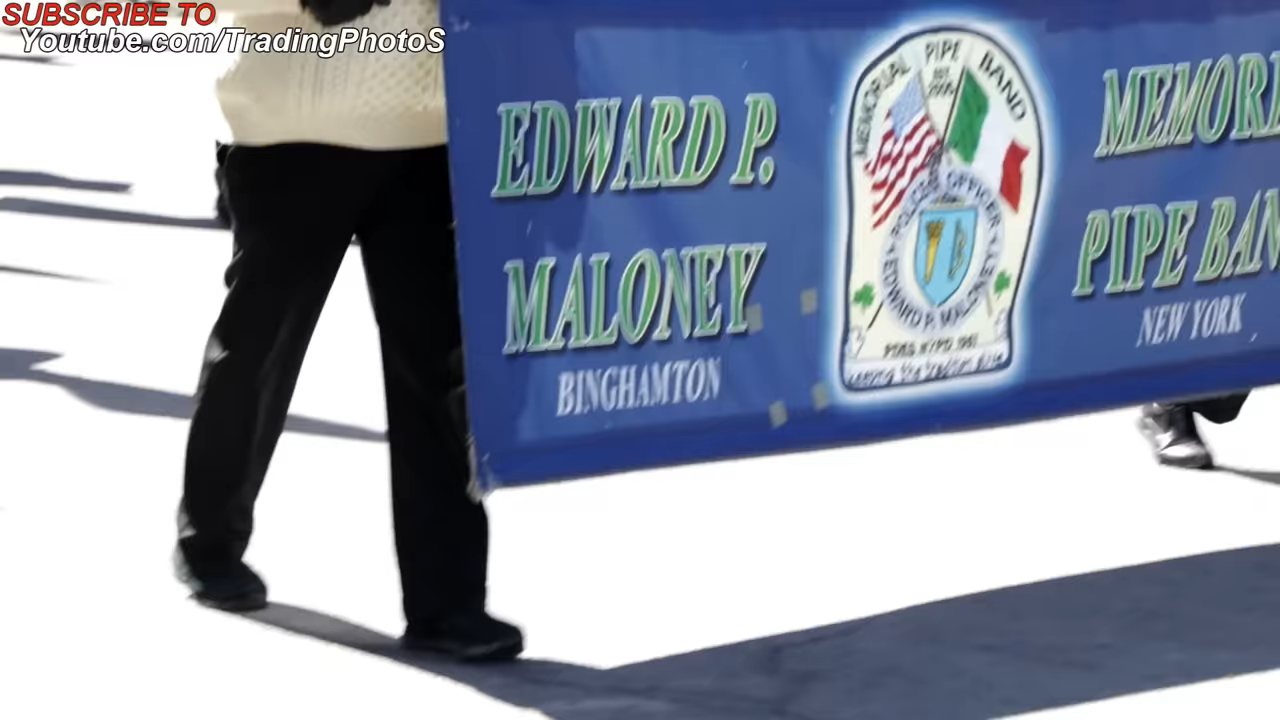 SUBSCRIBE TO
Youtube.com/TradingPhotoS
EDWARD P.
MALONEY
BINGHAMTON
MEMORIAL PIPE BAND
POLICE OFFICER
EDWARD P. MALONEY
MEMORI
PIPE BAN
NEW YORK